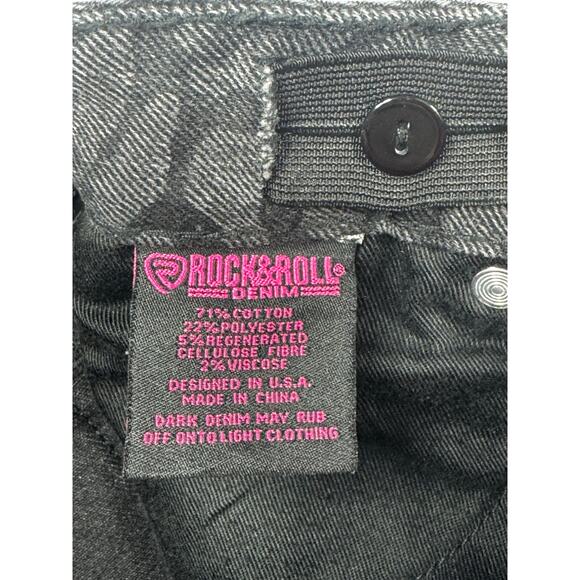 ROCK&ROLL®
DENIM
71% COTTON
22% POLYESTER
5% REGENERATED
CELLULOSE FIBRE
2% VISCOSE
DESIGNED IN U.S.A.
MADE IN CHINA
DARK DENIM MAY RUB
OFF ONTO LIGHT CLOTHING